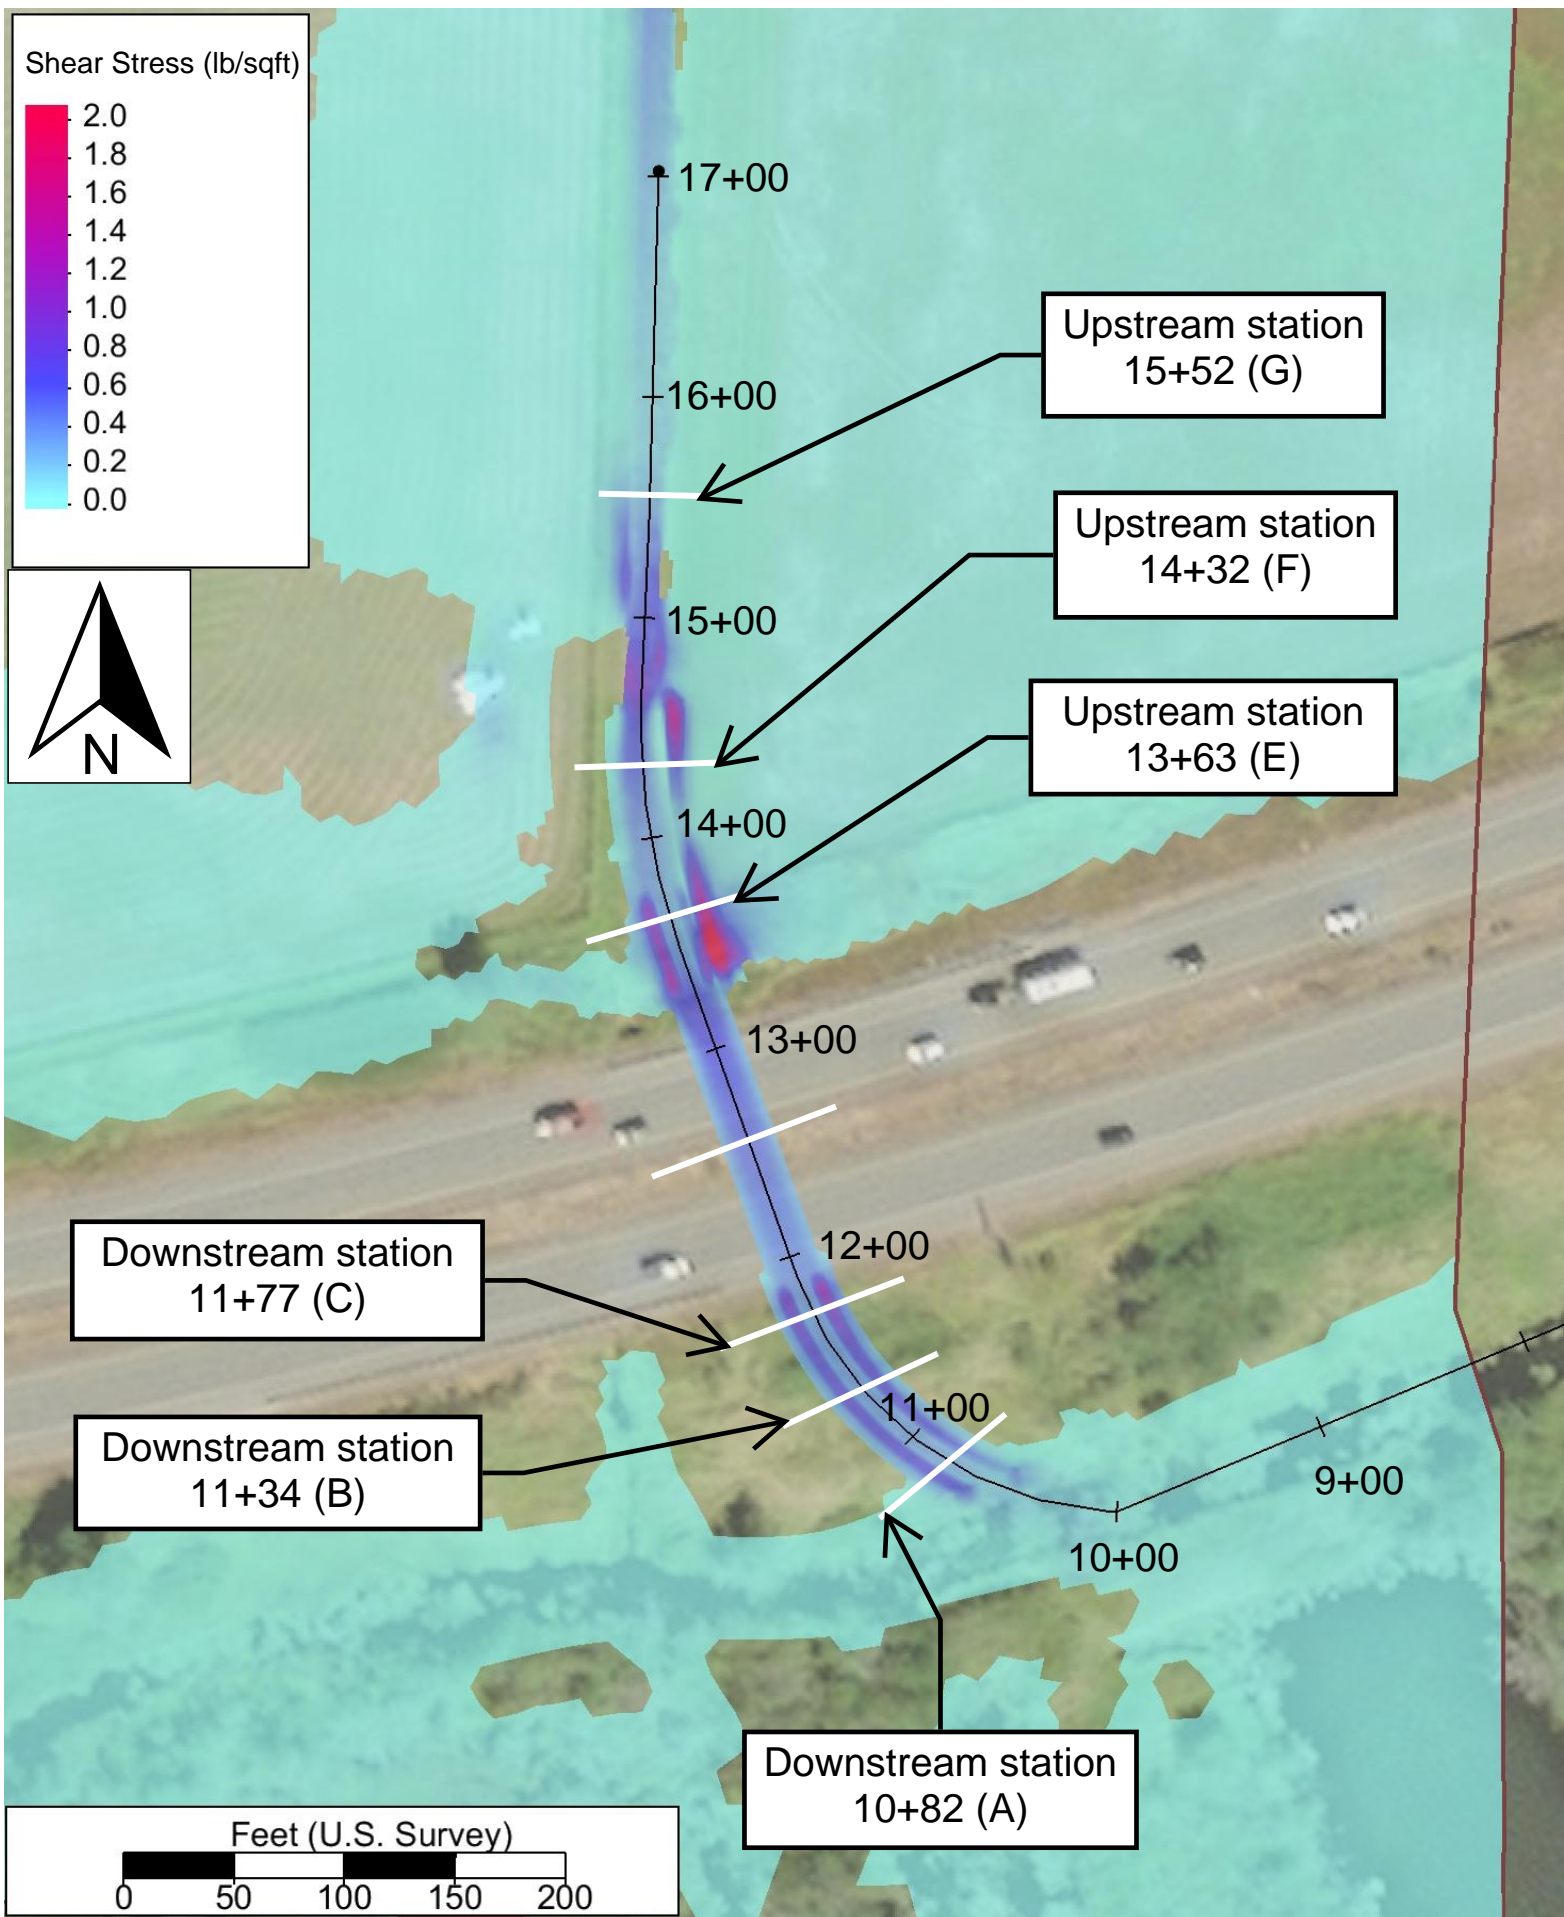 Shear Stress (lb/sqft)
2.0
1.8
1.6
1.4
1.2
1.0
0.8
0.6
0.4
0.2
0.0
N
17+00
16+00
15+00
14+00
13+00
12+00
11+00
10+00
9+00
Upstream station
15+52 (G)
Upstream station
14+32 (F)
Upstream station
13+63 (E)
Downstream station
11+77 (C)
Downstream station
11+34 (B)
Downstream station
10+82 (A)
Feet (U.S. Survey)
0 50 100 150 200